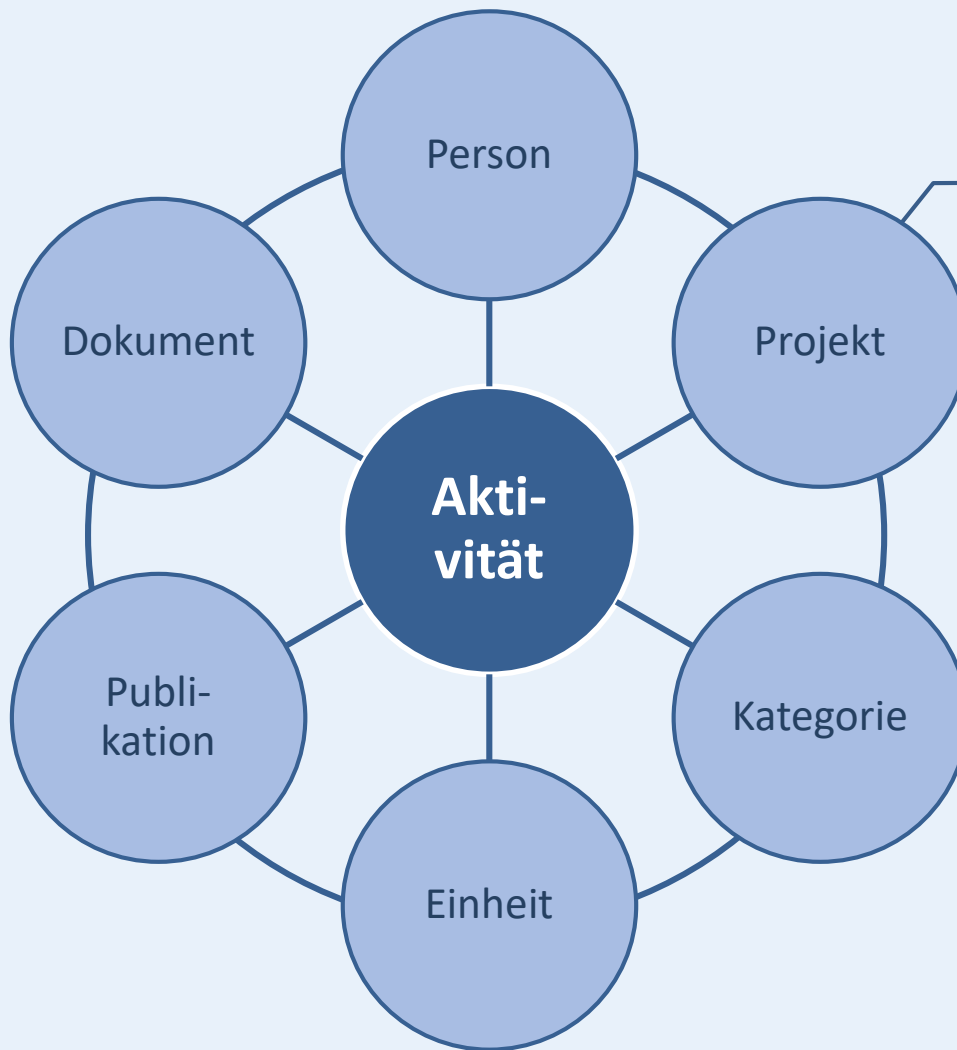 Person
Dokument
Projekt
Akti-
vität
Publi-
kation
Kategorie
Einheit